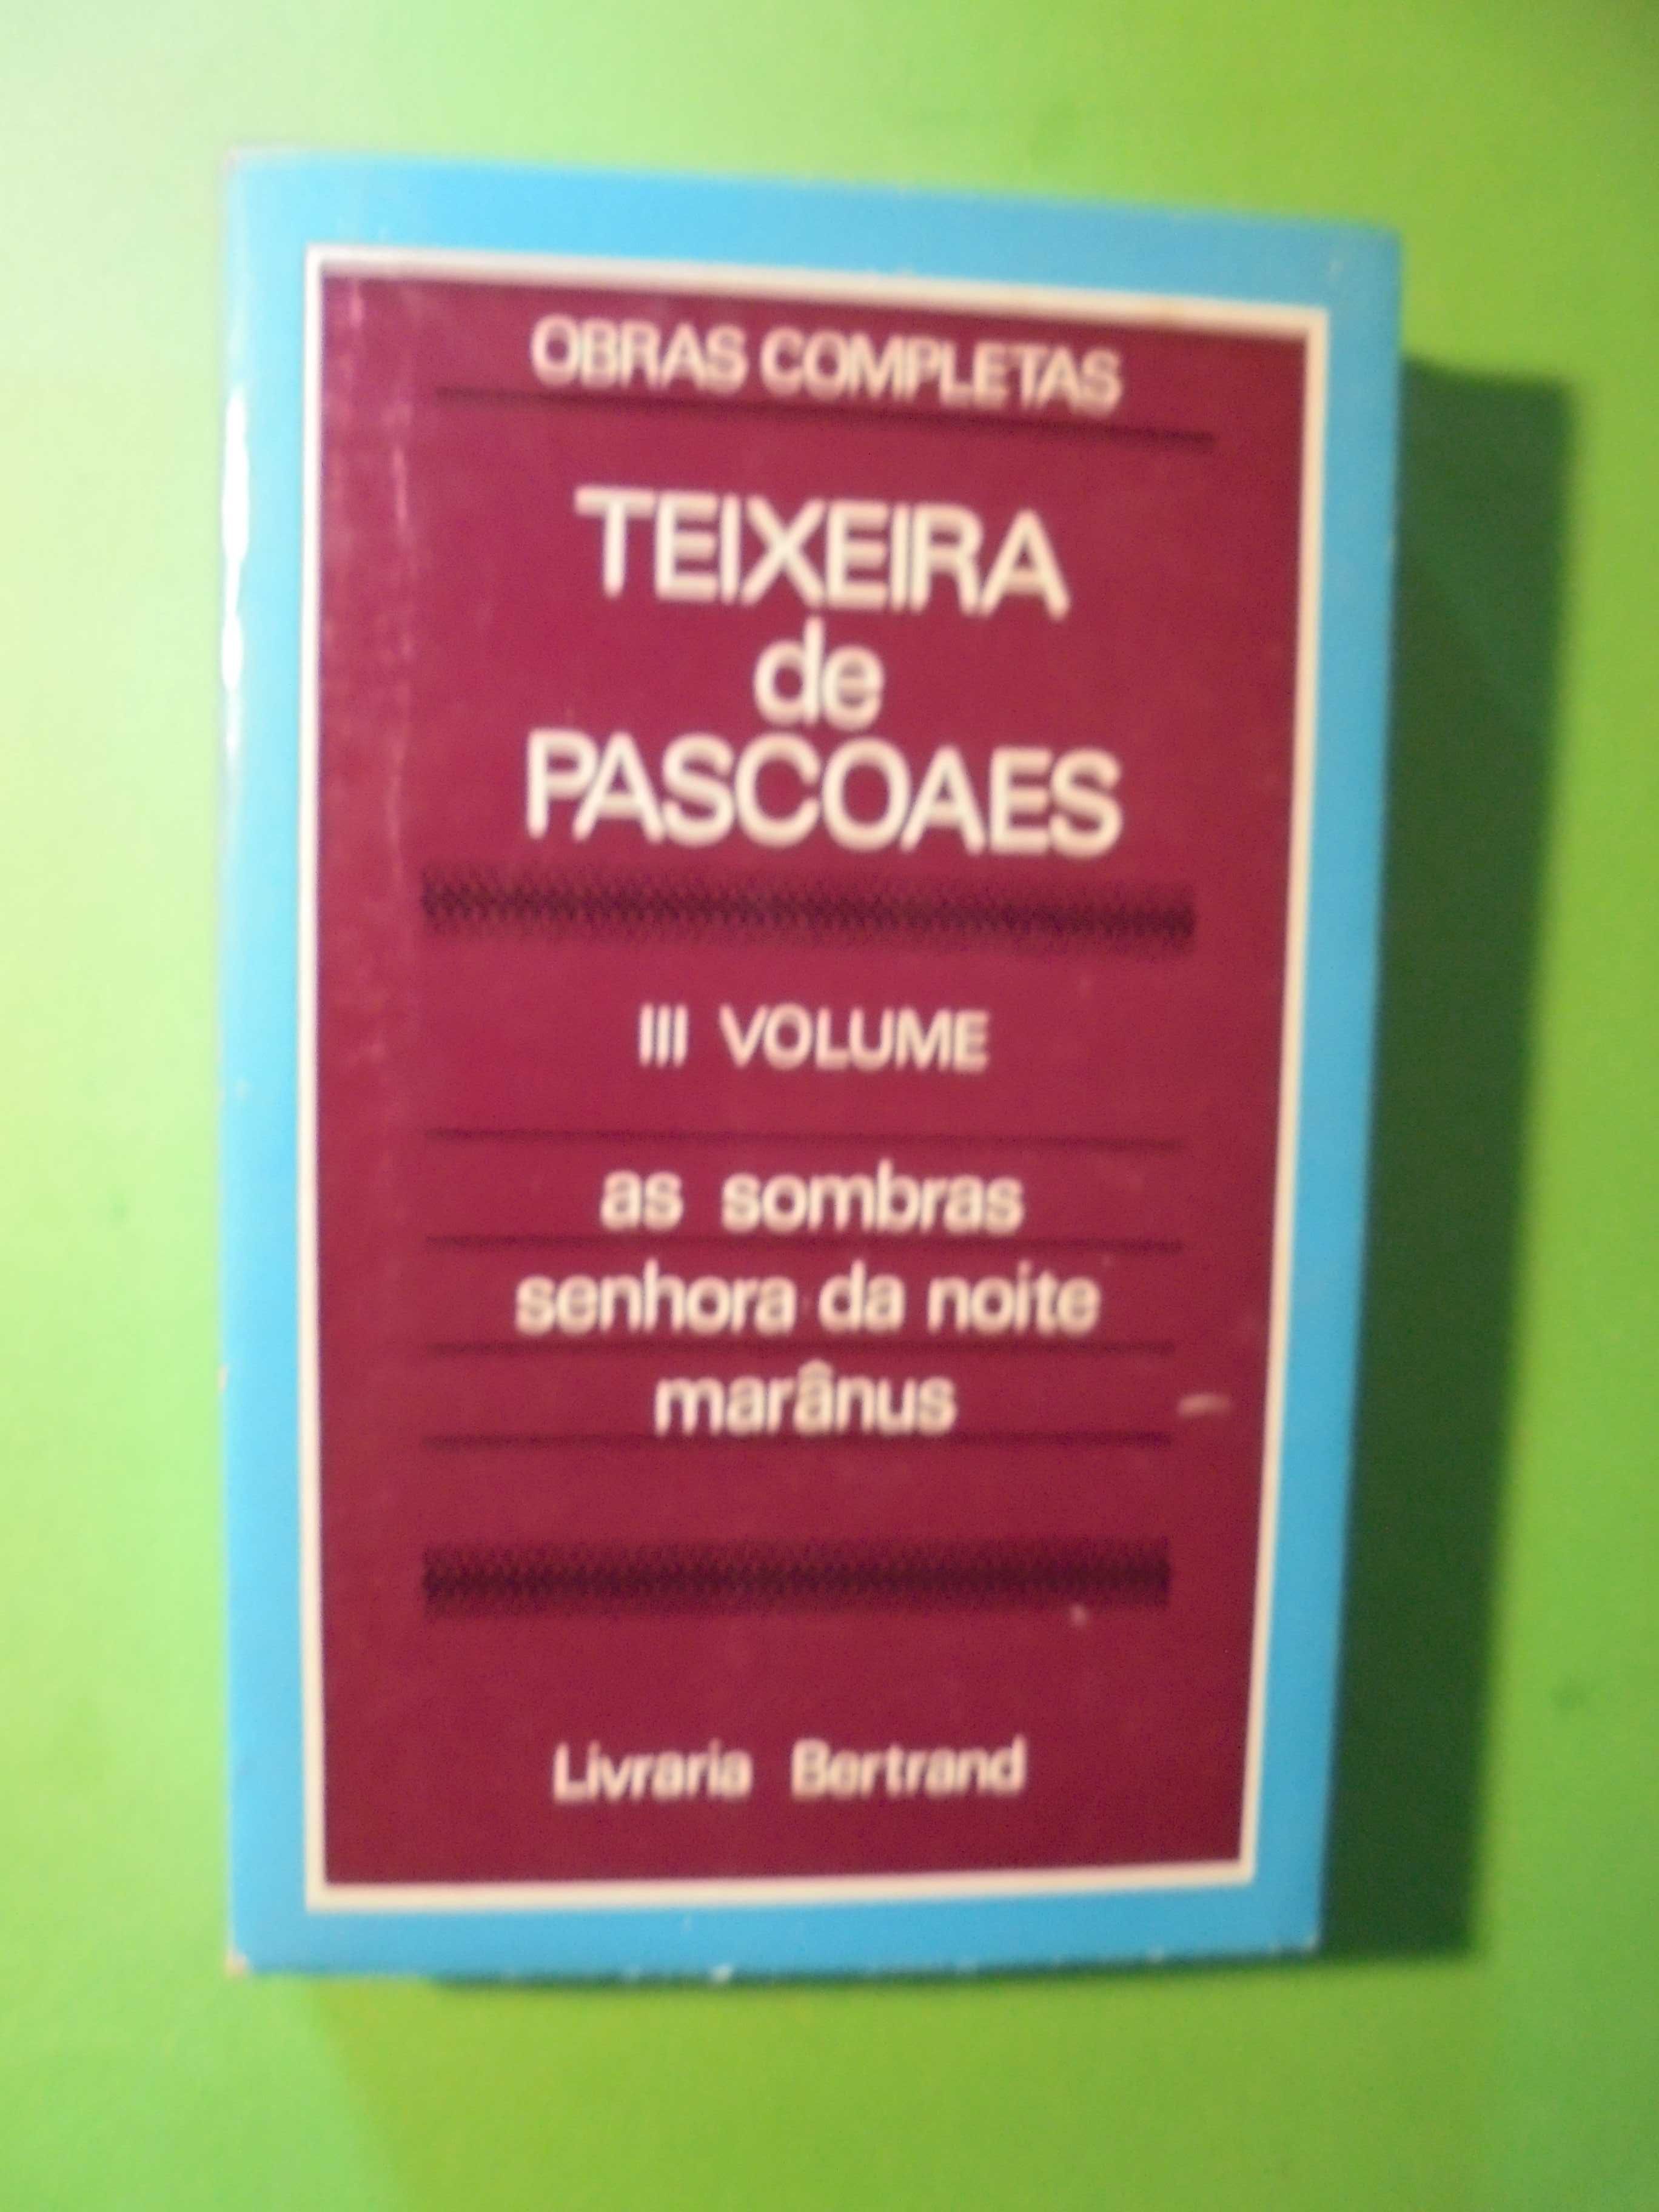 OBRAS COMPLETAS
TEIXEIRA
de
PASCOAES
III VOLUME
as sombras
senhora da noite
marânus
Livraria Bertrand